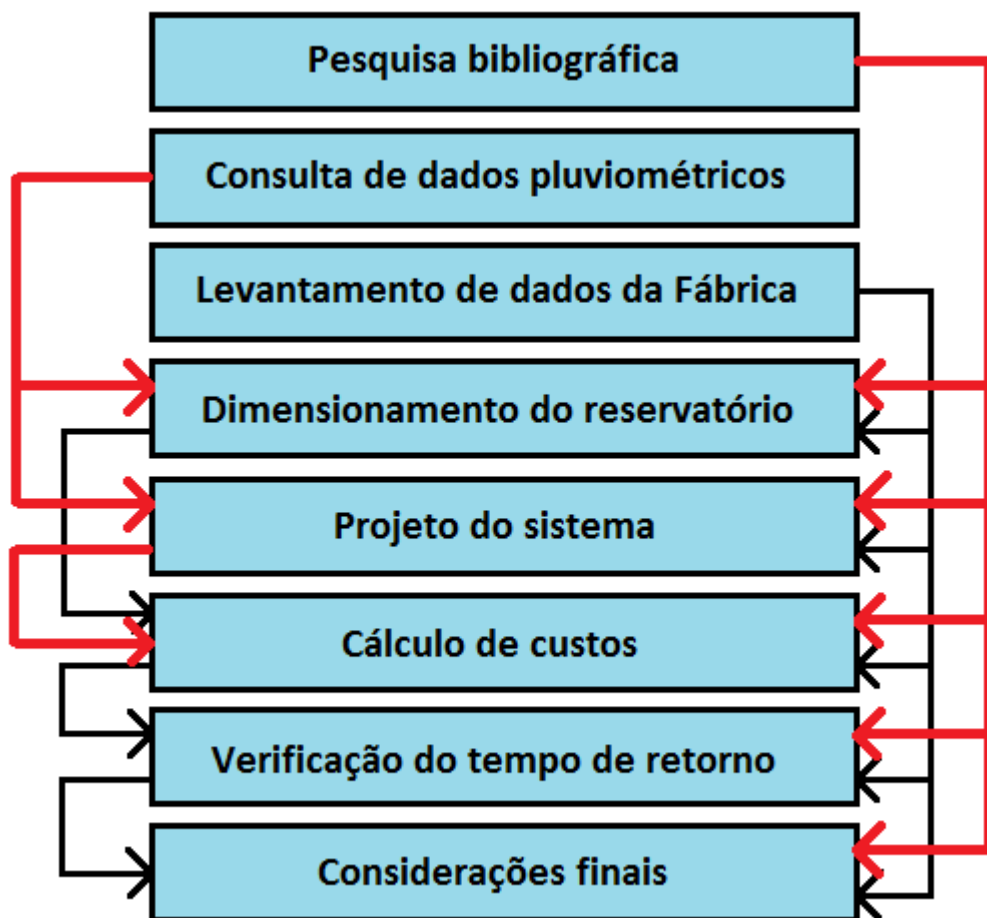 Pesquisa bibliográfica
Consulta de dados pluviométricos
Levantamento de dados da Fábrica
Dimensionamento do reservatório
Projeto do sistema
Cálculo de custos
Verificação do tempo de retorno
Considerações finais